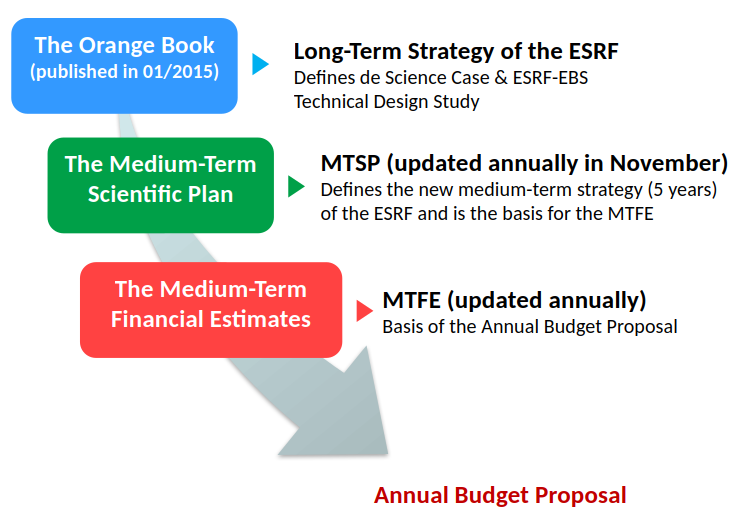 The Orange Book
(published in 01/2015)
Long-Term Strategy of the ESRF
Defines de Science Case & ESRF-EBS
Technical Design Study
The Medium-Term
Scientific Plan
MTSP (updated annually in November)
Defines the new medium-term strategy (5 years)
of the ESRF and is the basis for the MTFE
The Medium-Term
Financial Estimates
MTFE (updated annually)
Basis of the Annual Budget Proposal
Annual Budget Proposal